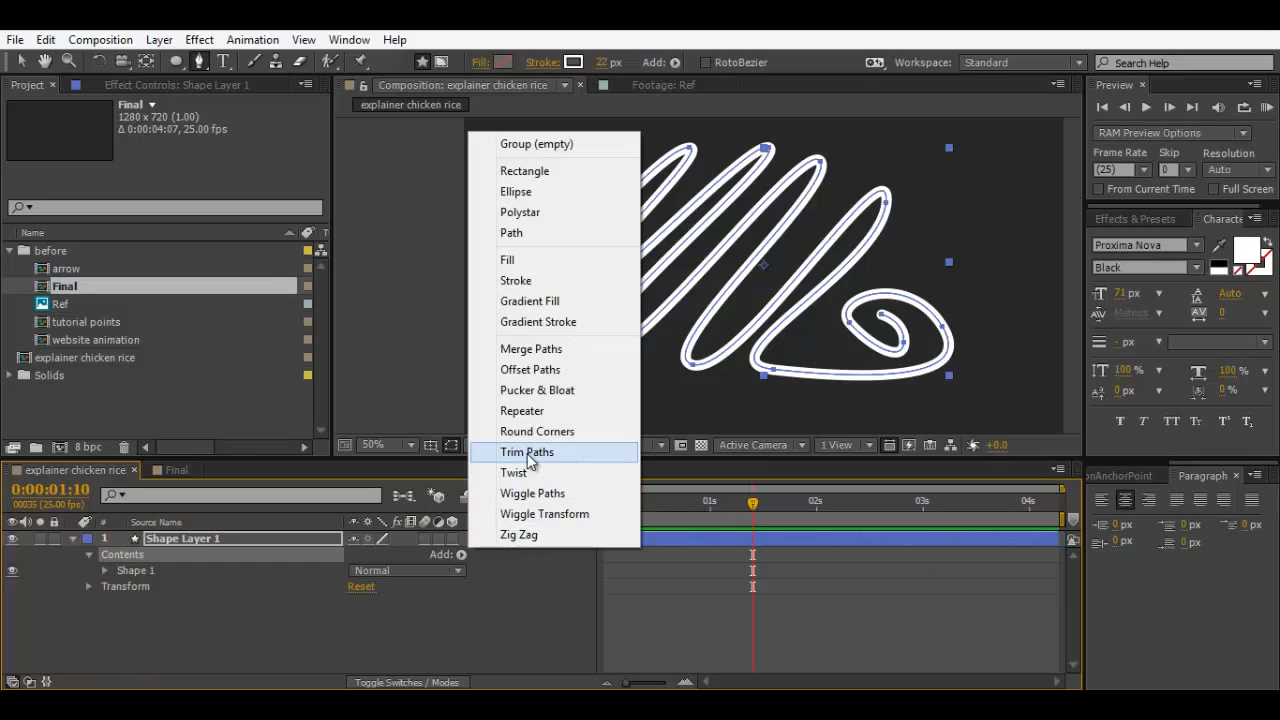 File Edit Composition Layer Effect Animation View Window Help
Fill: Stroke: 22 px Add: RotoBezier Workspace: Standard Search Help
Project Effect Controls: Shape Layer 1
Composition: explainer chicken rice Footage: Ref
Preview
explainer chicken rice
Final
Δ 0:00:04:07, 25.00 fps
1280 x 720 (1.00)
RAM Preview Options
Frame Rate Skip Resolution
(25) 0 Auto
From Current Time Full Screen
Name T
before
arrow
Final
Ref
tutorial points
website animation
explainer chicken rice
Solids
8 bpc
Group (empty)
Rectangle
Ellipse
Polystar
Path
Fill
Stroke
Gradient Fill
Gradient Stroke
Merge Paths
Offset Paths
Pucker & Bloat
Repeater
Round Corners
Trim Paths
Twist
Wiggle Paths
Wiggle Transform
Zig Zag
Effects & Presets Characte
Proxima Nova
Black
71 px Auto
Metrics 0
- px
100 % 100 %
0 px 0 %
T T TT Tr T' T,
50% Active Camera 1 View +0.0
explainer chicken rice Final
0:00:01:10
00035 (25.00 fps)
01s 02s 03s 04s
# Source Name
1 Shape Layer 1
Contents Add:
Shape 1 Normal
Transform Reset
Toggle Switches / Modes
onAnchorPoint Paragraph
0 px 0 px 0 px
0 px 0 px